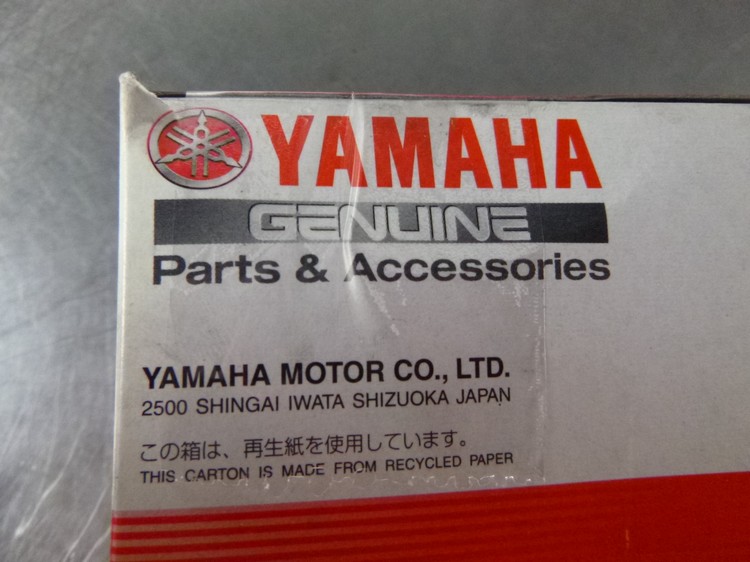 YAMAHA
GENUINE
Parts & Accessories
YAMAHA MOTOR CO., LTD.
2500 SHINGAI IWATA SHIZUOKA JAPAN
この箱は、再生紙を使用しています。
THIS CARTON IS MADE FROM RECYCLED PAPER